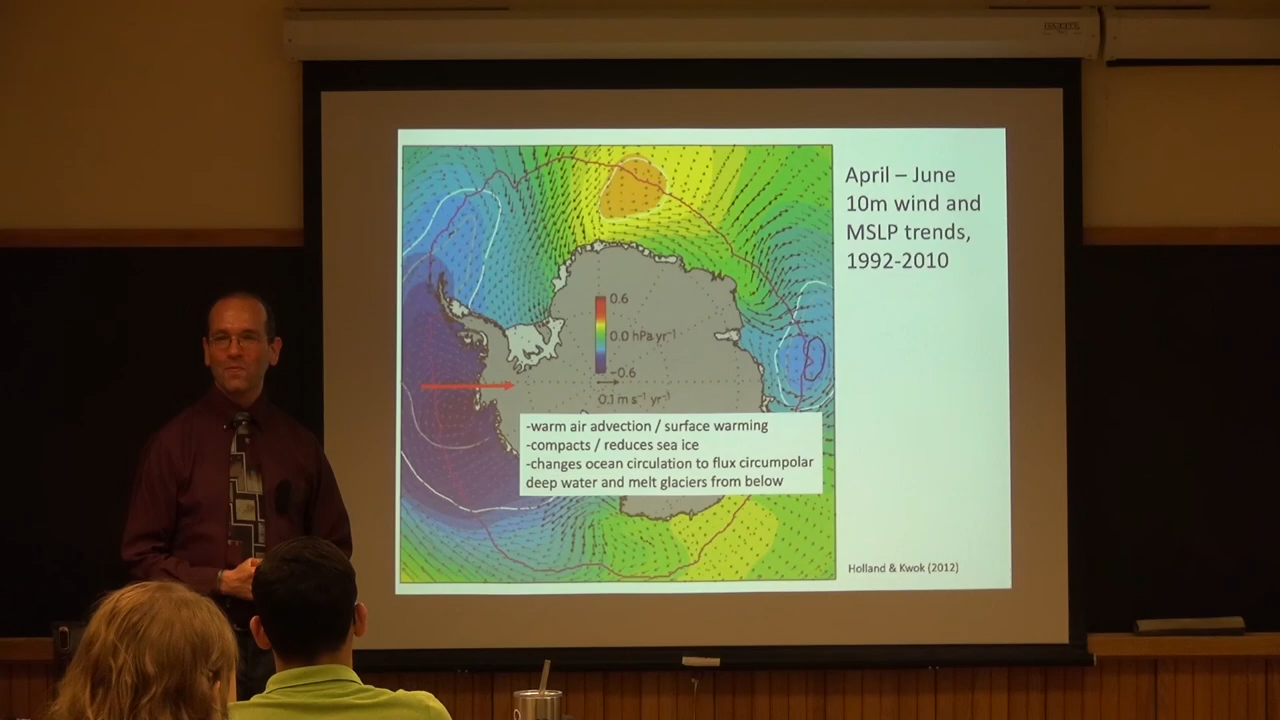 April – June
10m wind and
MSLP trends,
1992-2010
0.6
0.0 hPa yr⁻¹
−0.6
0.1 m s⁻¹ yr⁻¹
-warm air advection / surface warming
-compacts / reduces sea ice
-changes ocean circulation to flux circumpolar
deep water and melt glaciers from below
Holland & Kwok (2012)